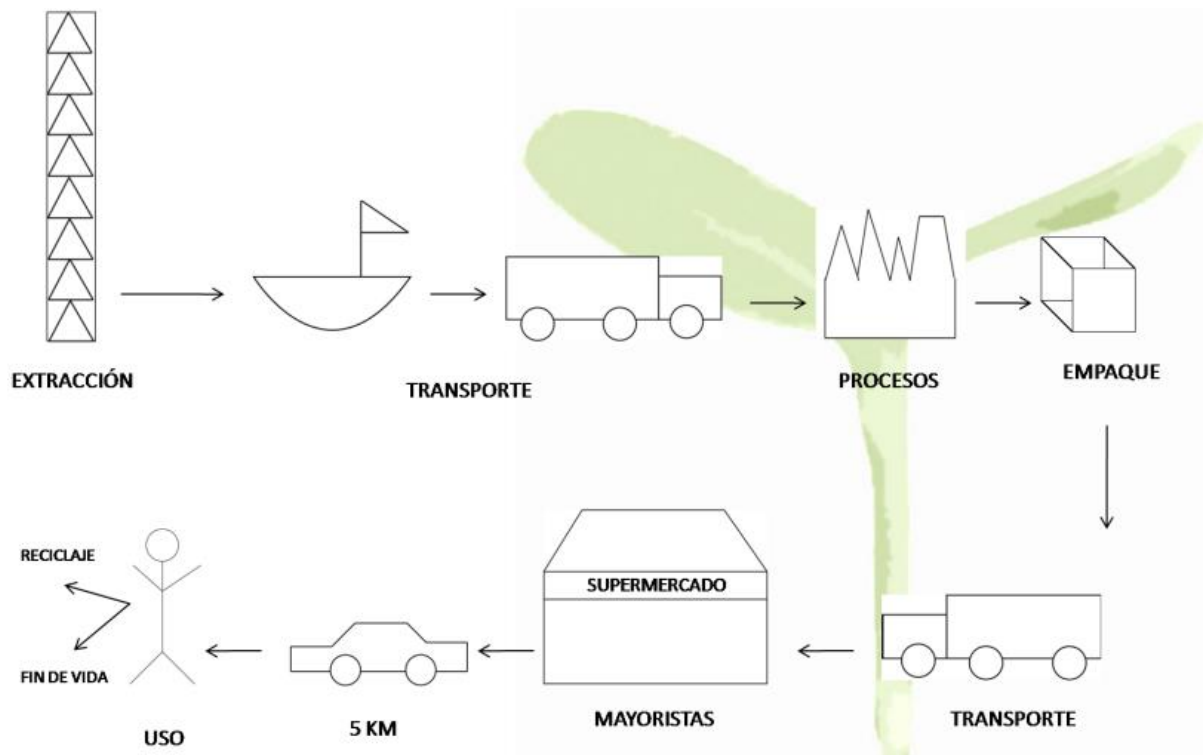 EXTRACCIÓN
TRANSPORTE
PROCESOS
EMPAQUE
RECICLAJE
FIN DE VIDA
USO
5 KM
SUPERMERCADO
MAYORISTAS
TRANSPORTE